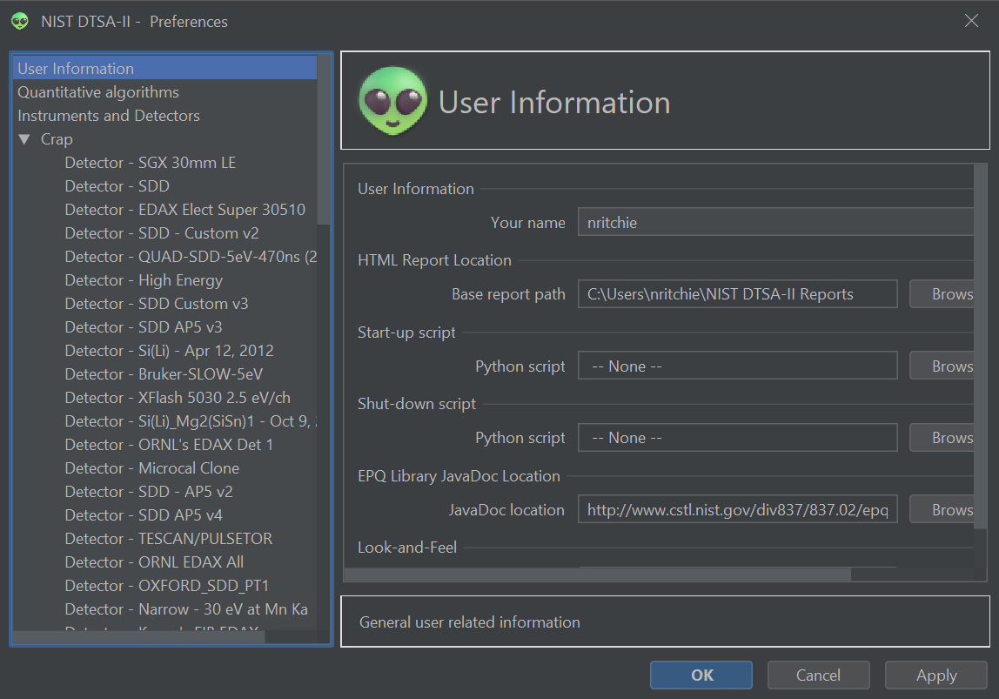 NIST DTSA-II - Preferences
User Information
Quantitative algorithms
Instruments and Detectors
Crap
Detector - SGX 30mm LE
Detector - SDD
Detector - EDAX Elect Super 30510
Detector - SDD - Custom v2
Detector - QUAD-SDD-5eV-470ns (2
Detector - High Energy
Detector - SDD Custom v3
Detector - SDD AP5 v3
Detector - Si(Li) - Apr 12, 2012
Detector - Bruker-SLOW-5eV
Detector - XFlash 5030 2.5 eV/ch
Detector - Si(Li)_Mg2(SiSn)1 - Oct 9,
Detector - ORNL's EDAX Det 1
Detector - Microcal Clone
Detector - SDD - AP5 v2
Detector - SDD AP5 v4
Detector - TESCAN/PULSETOR
Detector - ORNL EDAX All
Detector - OXFORD_SDD_PT1
Detector - Narrow - 30 eV at Mn Ka
User Information
User Information
Your name nritchie
HTML Report Location
Base report path C:\Users\nritchie\NIST DTSA-II Reports Brows
Start-up script
Python script -- None -- Brows
Shut-down script
Python script -- None -- Brows
EPQ Library JavaDoc Location
JavaDoc location http://www.cstl.nist.gov/div837/837.02/epq Brows
Look-and-Feel
General user related information
OK Cancel Apply